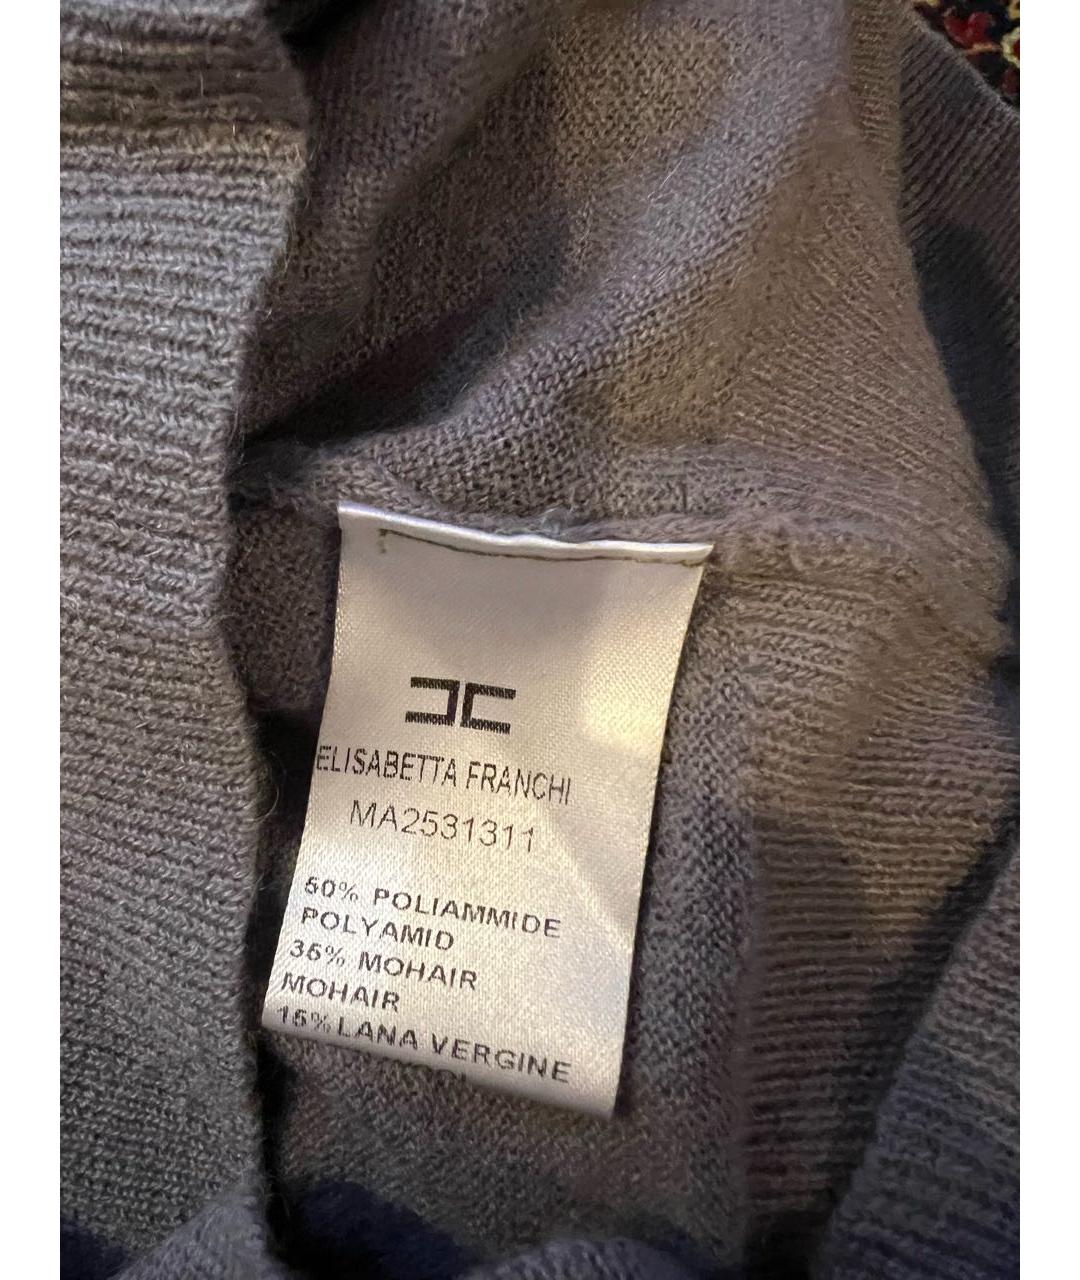 ELISABETTA FRANCHI
MA2531311
50% POLIAMMIDE
POLYAMID
35% MOHAIR
MOHAIR
15% LANA VERGINE